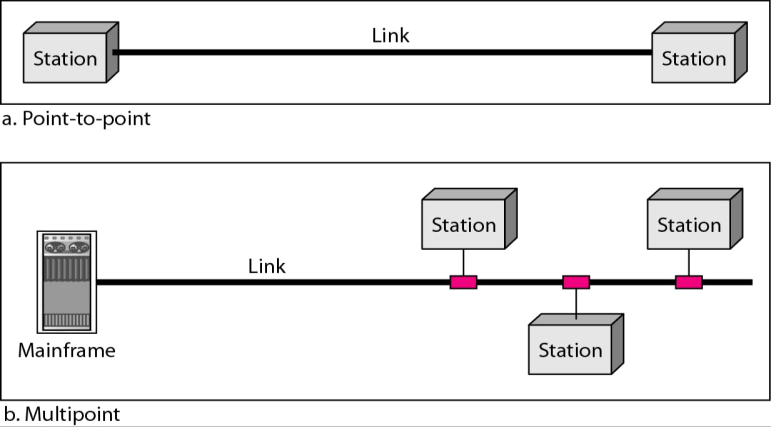 Link
Station
Station
a. Point-to-point
Station
Station
Link
Station
Mainframe
b. Multipoint